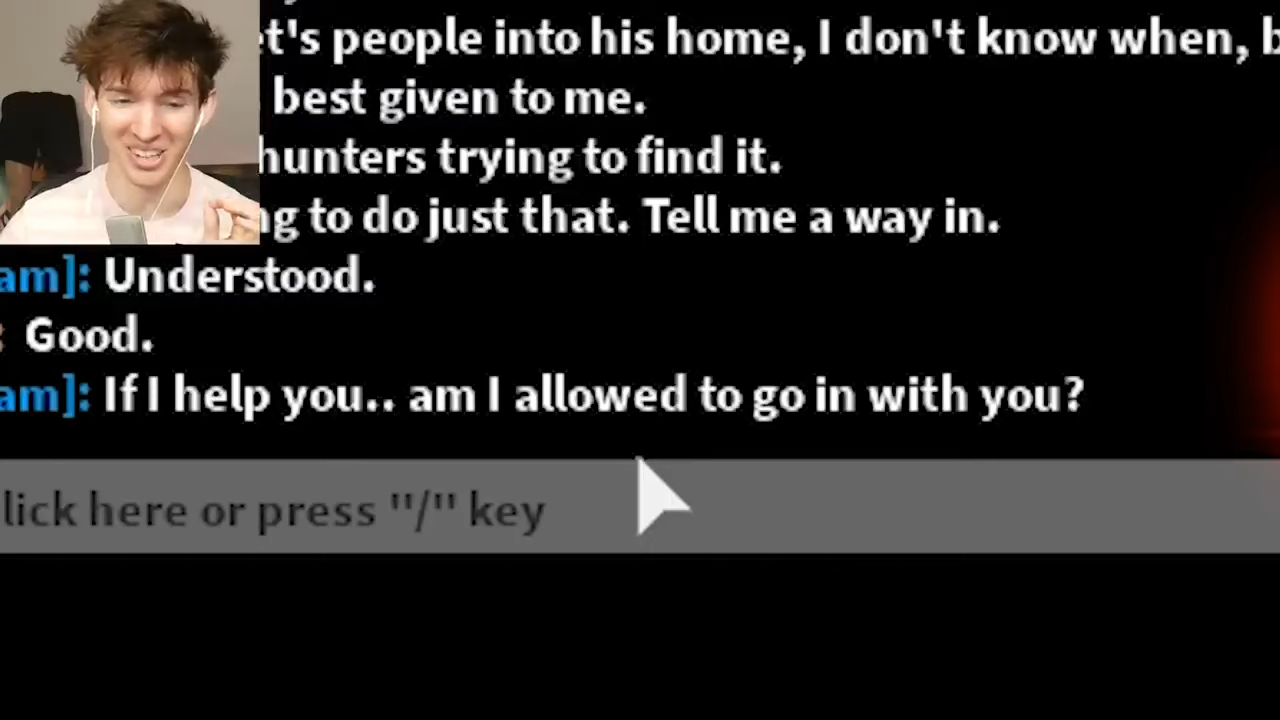 et's people into his home, I don't know when, b
best given to me.
hunters trying to find it.
ng to do just that. Tell me a way in.
am]: Understood.
: Good.
am]: If I help you.. am I allowed to go in with you?
lick here or press "/" key